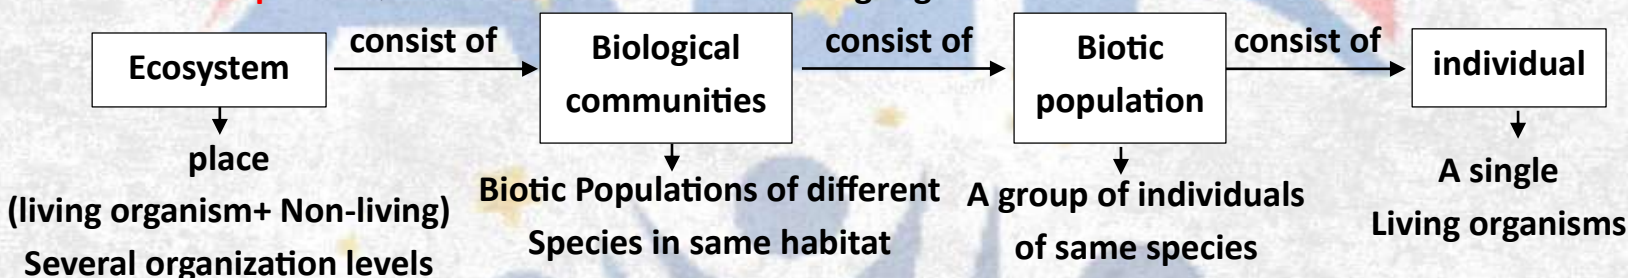 Ecosystem
consist of
Biological
communities
consist of
Biotic
population
consist of
individual
place
(living organism+ Non-living)
Several organization levels
Biotic Populations of different
Species in same habitat
A group of individuals
of same species
A single
Living organisms